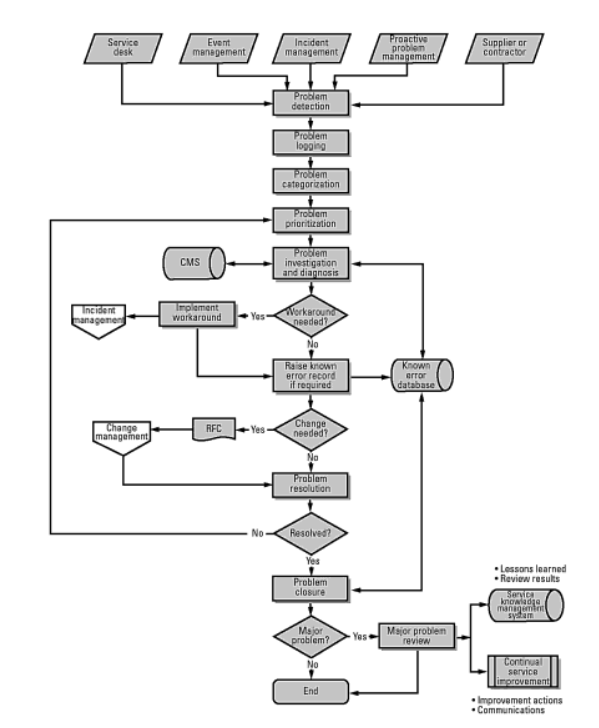 Service
desk
Event
management
Incident
management
Proactive
problem
management
Supplier or
contractor
Problem
detection
Problem
logging
Problem
categorization
Problem
prioritization
CMS
Problem
investigation
and diagnosis
Incident
management
Implement
workaround
Yes
Workaround
needed?
No
Raise known
error record
if required
Known
error
database
Change
management
RFC
Yes
Change
needed?
No
Problem
resolution
No
Resolved?
Yes
Problem
closure
• Lessons learned
• Review results
Service
knowledge
management
system
Major
problem?
Yes
Major problem
review
No
Continual
service
improvement
End
• Improvement actions
• Communications